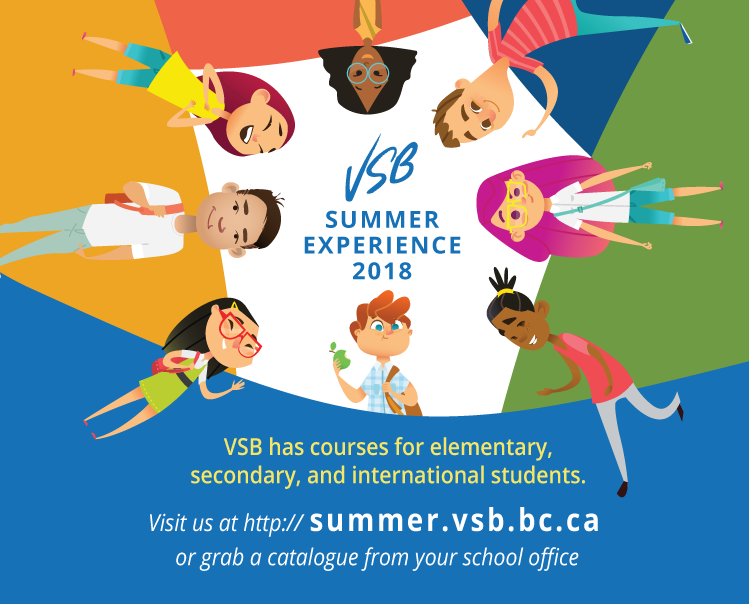 VSB
SUMMER
EXPERIENCE
2018
VSB has courses for elementary,
secondary, and international students.
Visit us at http:// summer.vsb.bc.ca
or grab a catalogue from your school office